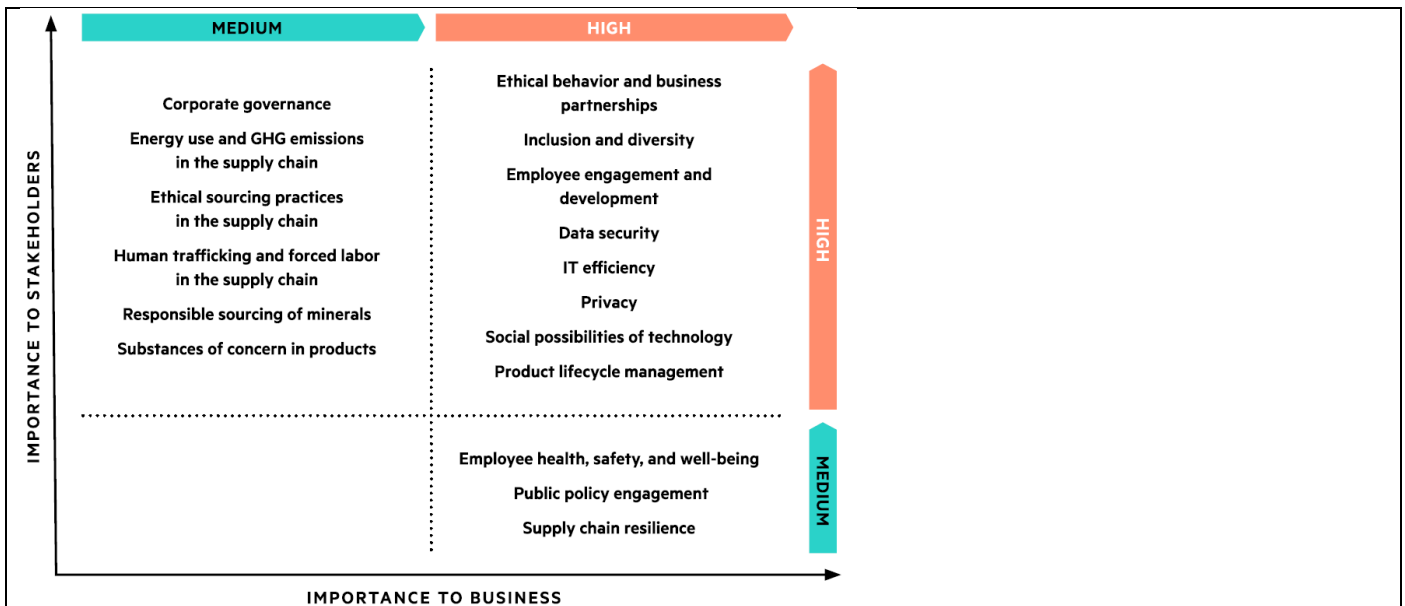 MEDIUM
HIGH
Corporate governance
Energy use and GHG emissions
in the supply chain
Ethical sourcing practices
in the supply chain
Human trafficking and forced labor
in the supply chain
Responsible sourcing of minerals
Substances of concern in products
Ethical behavior and business
partnerships
Inclusion and diversity
Employee engagement and
development
Data security
IT efficiency
Privacy
Social possibilities of technology
Product lifecycle management
Employee health, safety, and well-being
Public policy engagement
Supply chain resilience
HIGH
MEDIUM
IMPORTANCE TO STAKEHOLDERS
IMPORTANCE TO BUSINESS